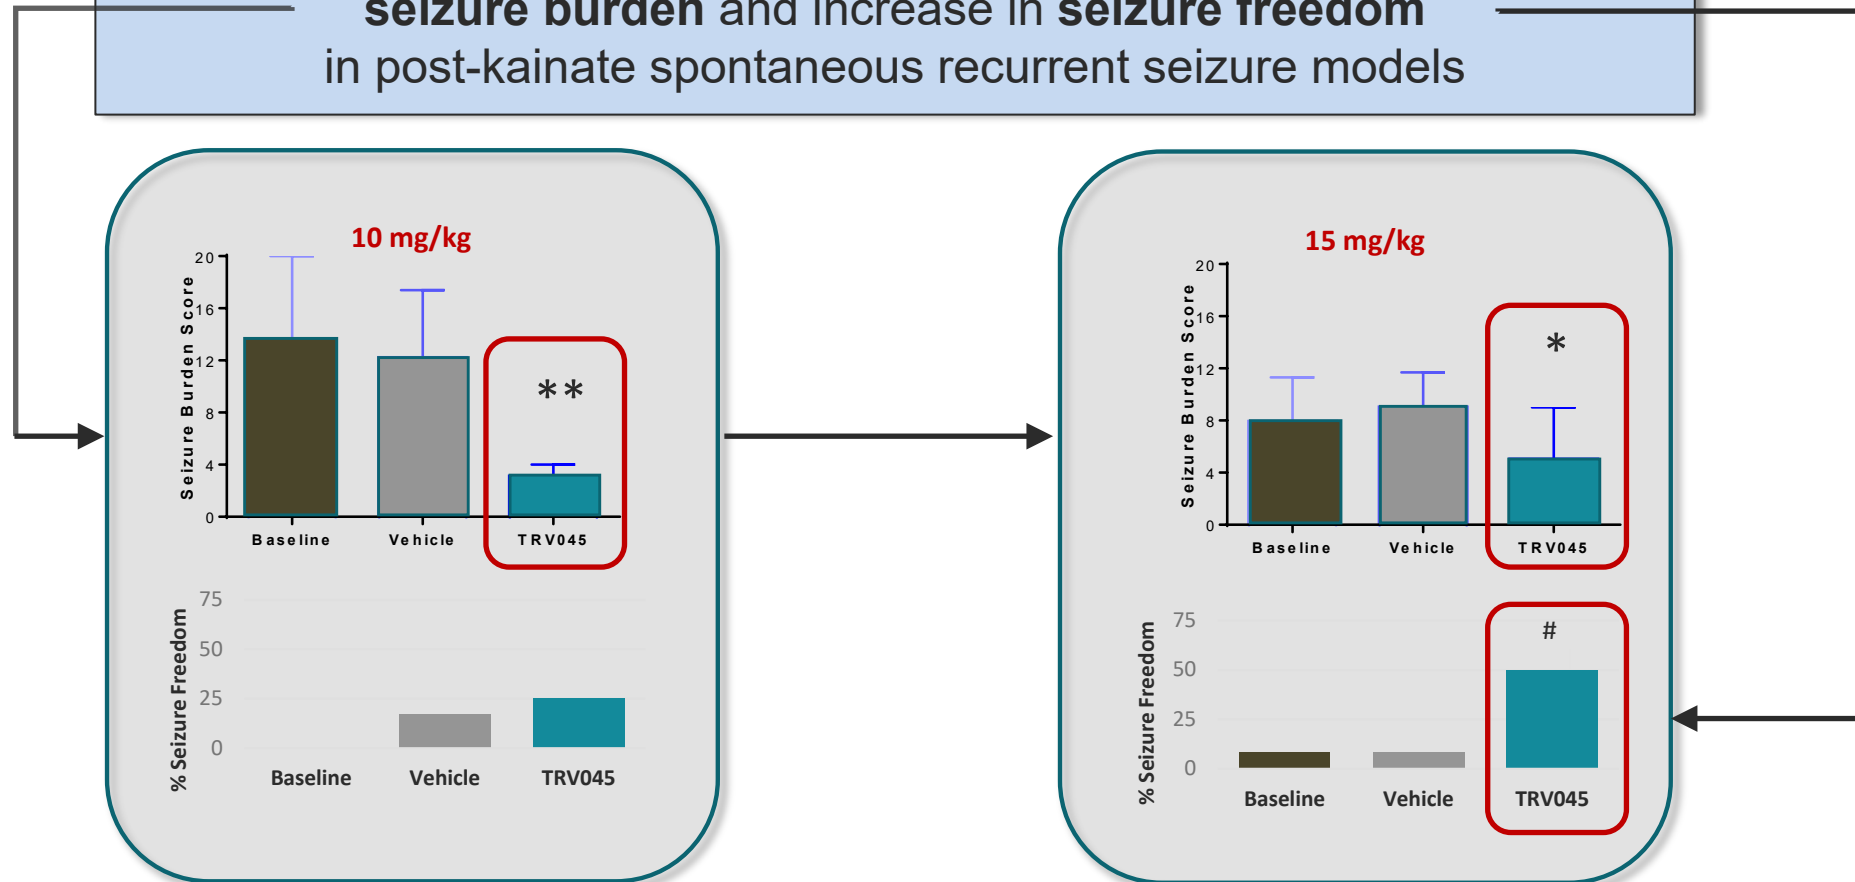 seizure burden and increase in seizure freedom
in post-kainate spontaneous recurrent seizure models
10 mg/kg
Seizure Burden Score
20
16
12
8
4
0
**
Baseline
Vehicle
TRV045
% Seizure Freedom
75
50
25
0
Baseline
Vehicle
TRV045
15 mg/kg
Seizure Burden Score
20
16
12
8
4
0
*
Baseline
Vehicle
TRV045
% Seizure Freedom
75
50
25
0
#
Baseline
Vehicle
TRV045